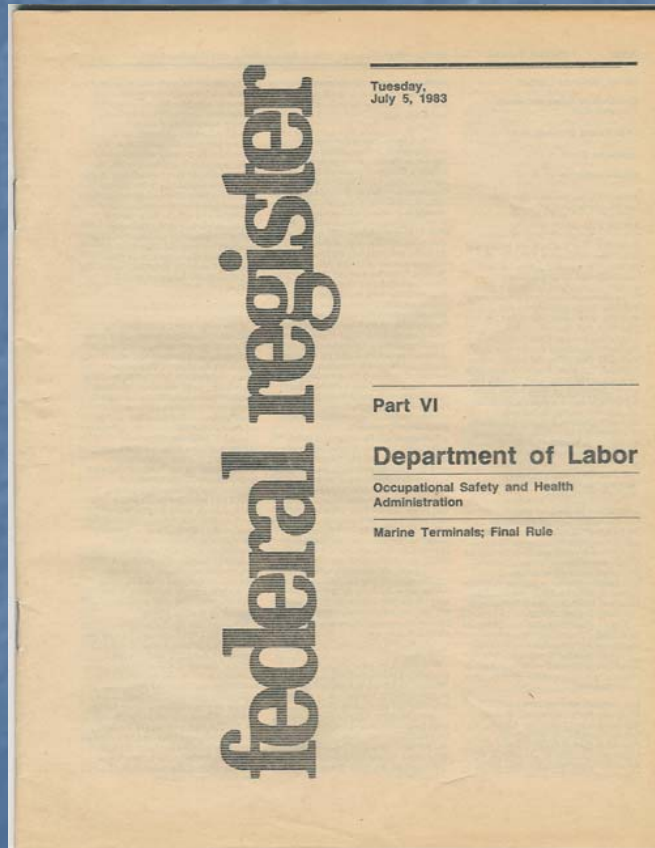 federal register
Tuesday,
July 5, 1983
Part VI
Department of Labor
Occupational Safety and Health
Administration
Marine Terminals; Final Rule